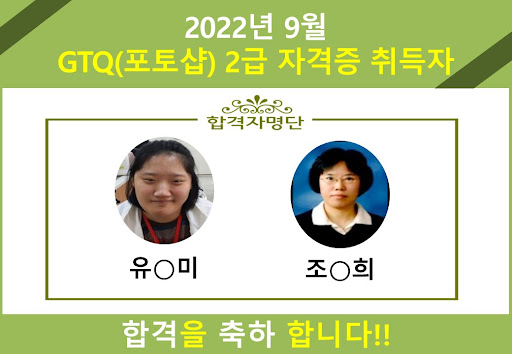 2022년 9월
GTQ(포토샵) 2급 자격증 취득자
합격자명단
유○미
조○희
합격을 축하 합니다!!